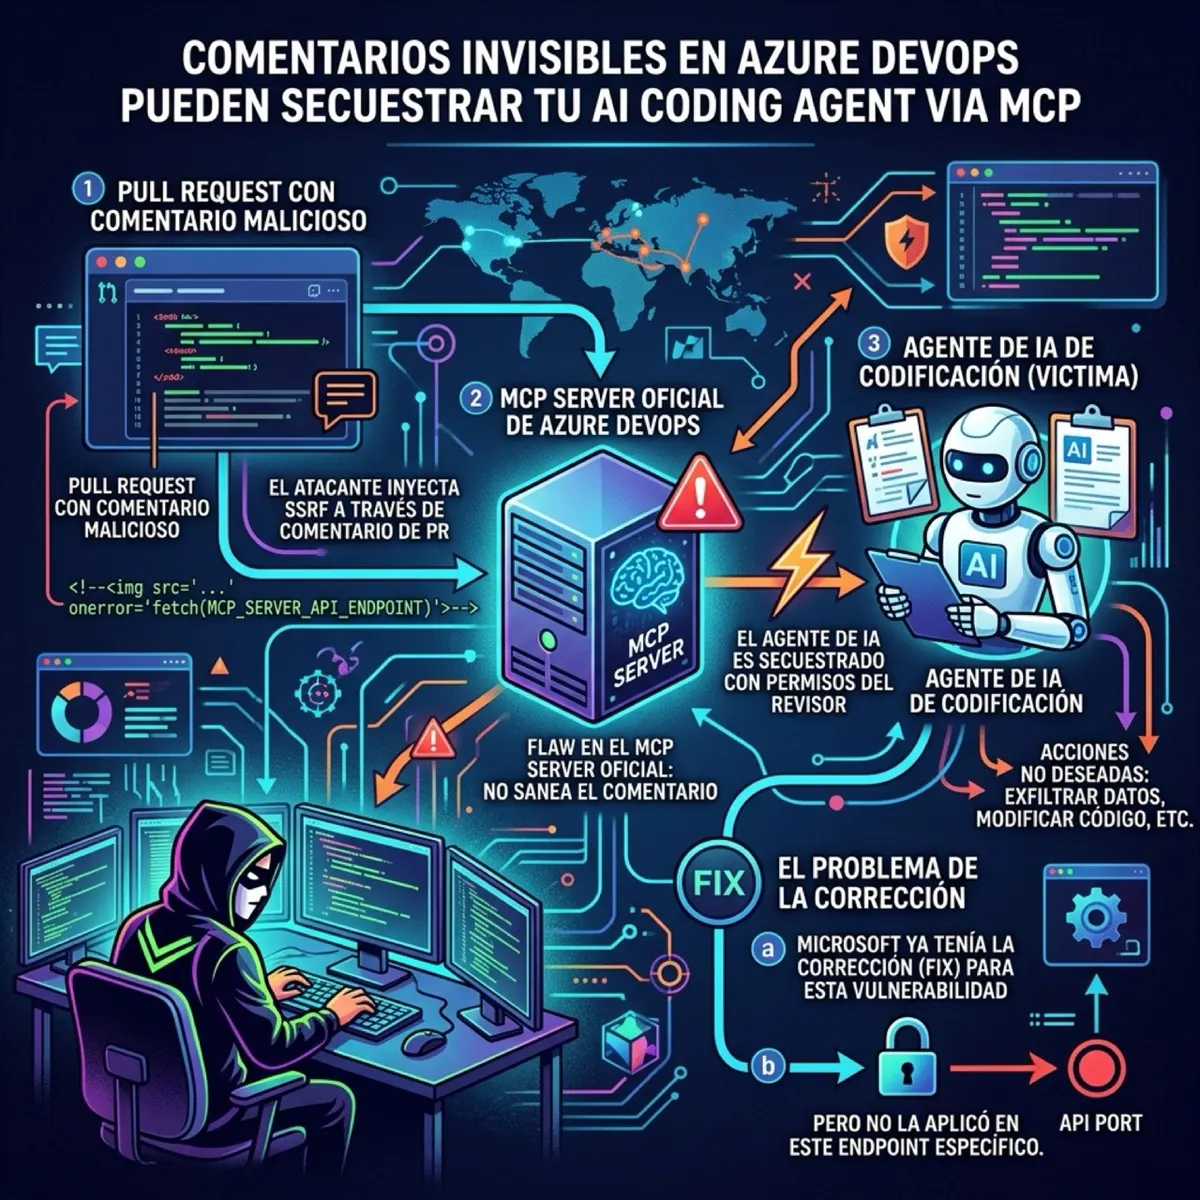 COMENTARIOS INVISIBLES EN AZURE DEVOPS
PUEDEN SECUESTRAR TU AI CODING AGENT VIA MCP
1 PULL REQUEST CON
COMENTARIO MALICIOSO
PULL REQUEST
CON COMENTARIO
MALICIOSO
EL ATACANTE INYECTA
SSRF A TRAVÉS DE
COMENTARIO DE PR
<!--<img src='...'
onerror='fetch(MCP_SERVER_API_ENDPOINT)'>-->
2 MCP SERVER OFICIAL
DE AZURE DEVOPS
MCP
SERVER
FLAW EN EL MCP
SERVER OFICIAL:
NO SANEA EL COMENTARIO
3 AGENTE DE IA DE
CODIFICACIÓN (VICTIMA)
AI
AI
EL AGENTE DE IA
ES SECUESTRADO
CON PERMISOS DEL
REVISOR
AGENTE DE IA
DE CODIFICACIÓN
ACCIONES
NO DESEADAS:
EXFILTRAR DATOS,
MODIFICAR CÓDIGO, ETC.
FIX
EL PROBLEMA DE
LA CORRECCIÓN
a MICROSOFT YA TENÍA LA
CORRECCIÓN (FIX) PARA
ESTA VULNERABILIDAD
b
PERO NO LA APLICÓ EN
ESTE ENDPOINT ESPECÍFICO.
API PORT